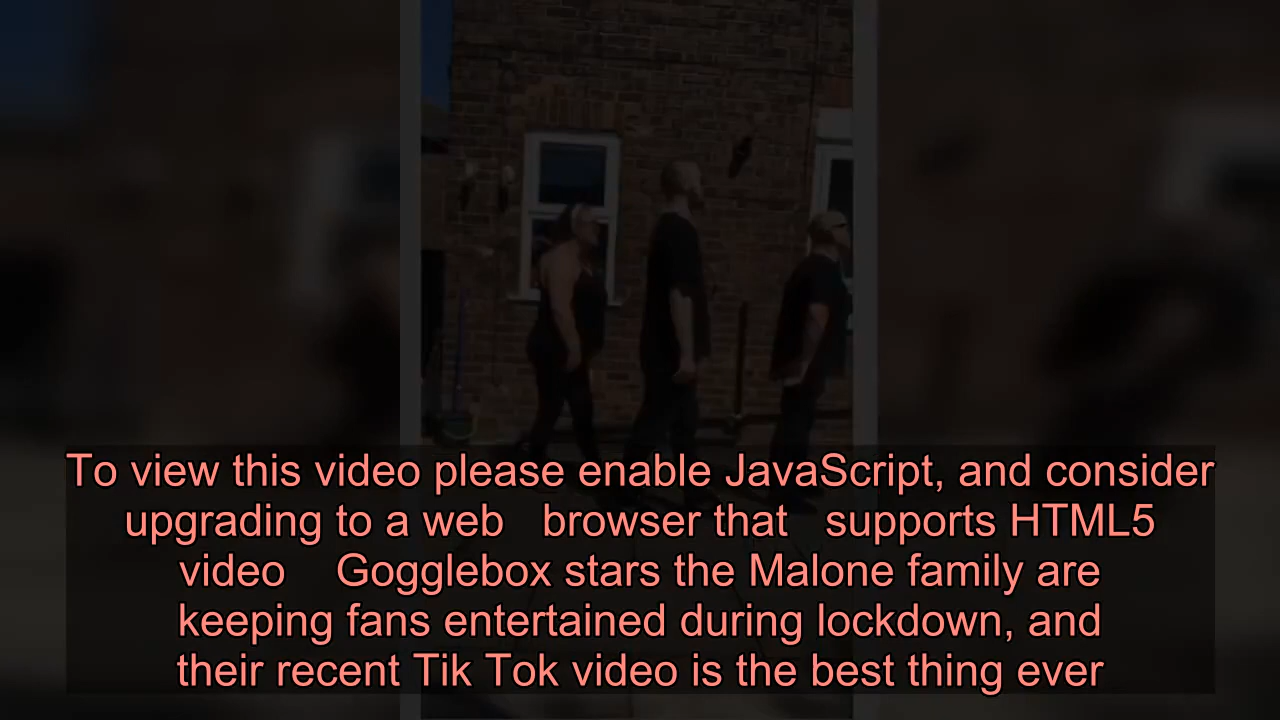 To view this video please enable JavaScript, and consider
upgrading to a web browser that supports HTML5
video Gogglebox stars the Malone family are
keeping fans entertained during lockdown, and
their recent Tik Tok video is the best thing ever